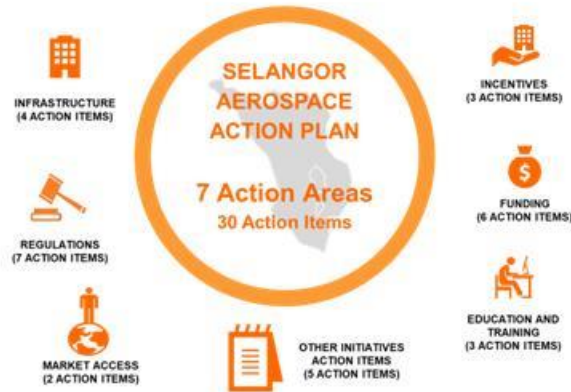 SELANGOR
AEROSPACE
ACTION PLAN
7 Action Areas
30 Action Items
INFRASTRUCTURE
(4 ACTION ITEMS)
REGULATIONS
(7 ACTION ITEMS)
MARKET ACCESS
(2 ACTION ITEMS)
OTHER INITIATIVES
ACTION ITEMS
(5 ACTION ITEMS)
INCENTIVES
(3 ACTION ITEMS)
$
FUNDING
(6 ACTION ITEMS)
EDUCATION AND
TRAINING
(3 ACTION ITEMS)